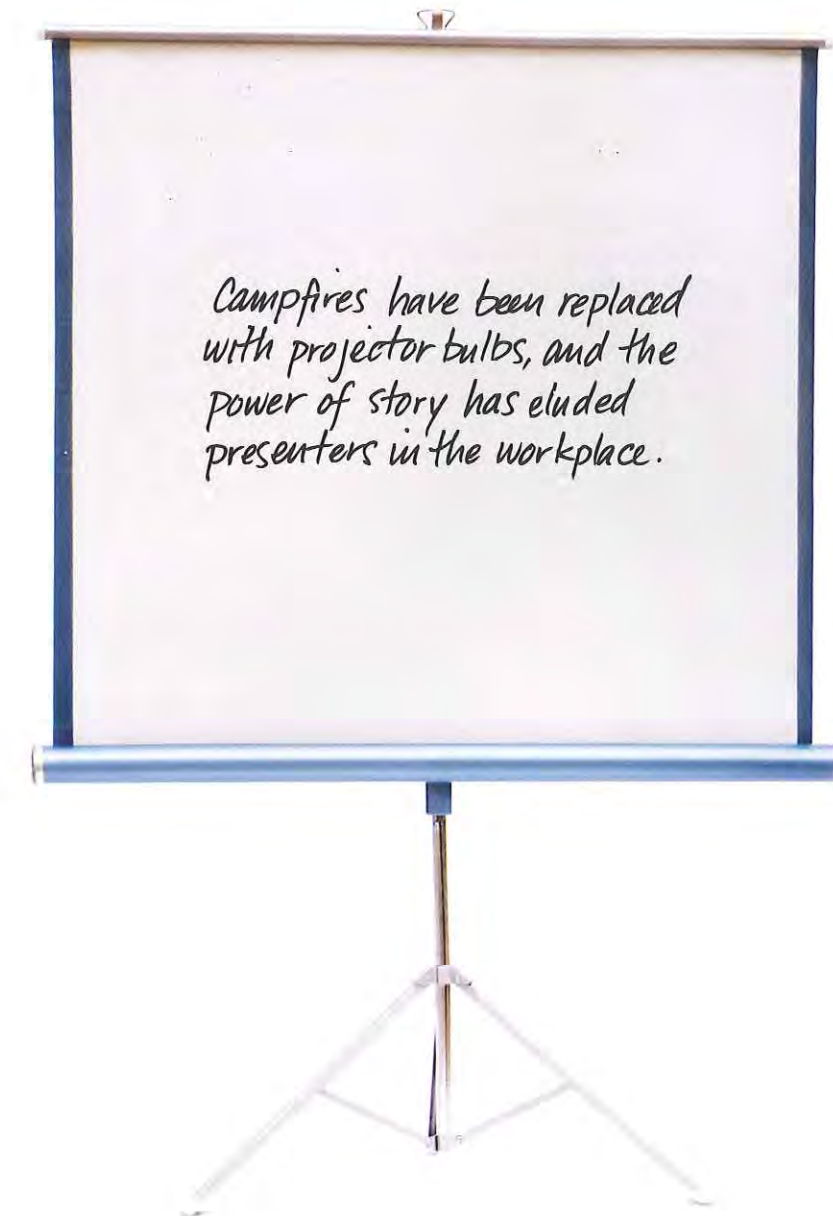 Campfires have been replaced
with projector bulbs, and the
power of story has eluded
presenters in the workplace.